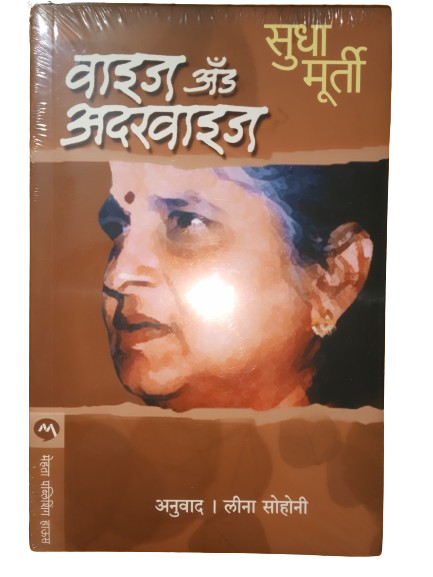 सुधा
मूर्ती
वाइज अँड
अदरवाइज
अनुवाद । लीना सोहोनी
मेहता पब्लिशिंग हाऊस